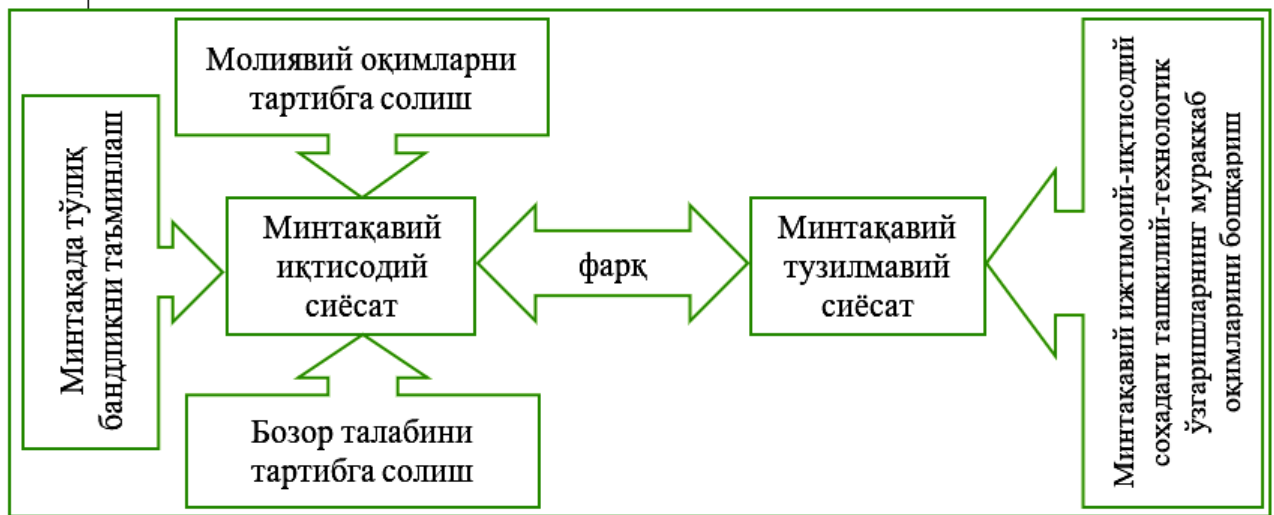 Молиявий оқимларни
тартибга солиш
Минтақада тўлиқ
бандликни таъминлаш
Минтақавий
иқтисодий
сиёсат
фарқ
Минтақавий
тузилмавий
сиёсат
Бозор талабини
тартибга солиш
Минтақавий ижтимоий-иқтисодий
соҳадаги ташкилий-технологик
ўзгаришларнинг мураккаб
оқимларни бошқариш